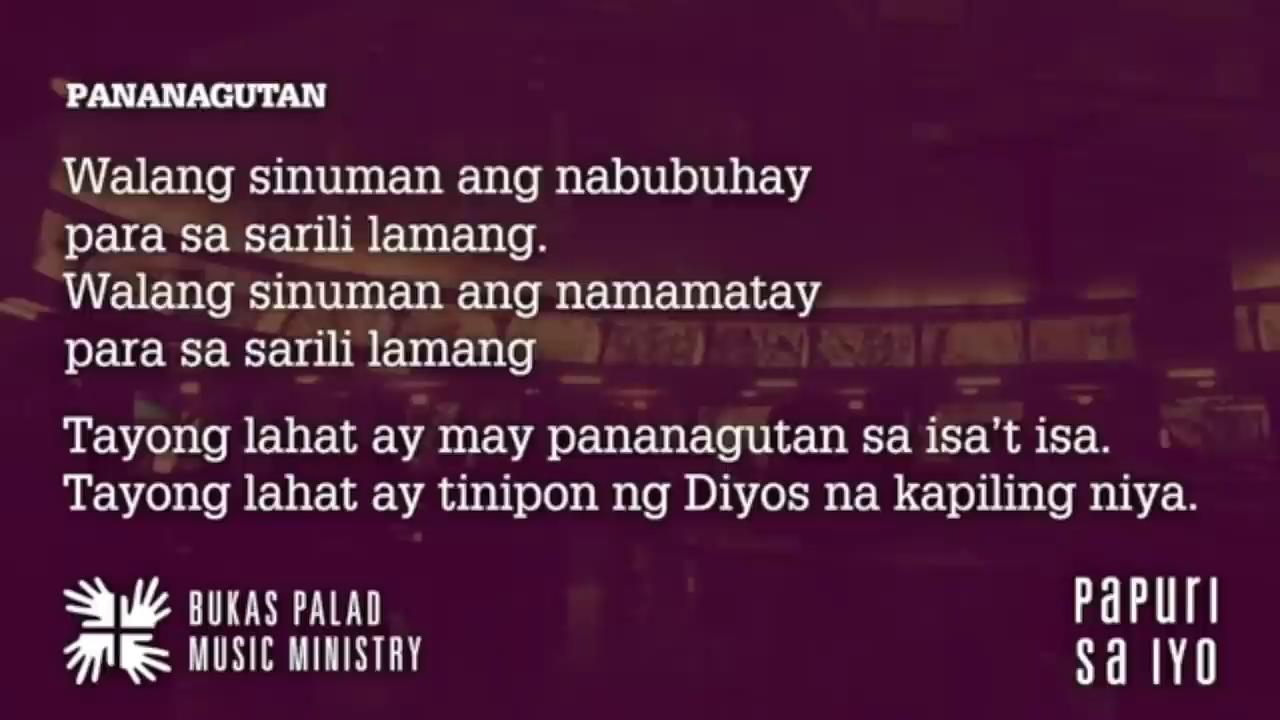 PANANAGUTAN
Walang sinuman ang nabubuhay
para sa sarili lamang.
Walang sinuman ang namamatay
para sa sarili lamang
Tayong lahat ay may pananagutan sa isa’t isa.
Tayong lahat ay tinipon ng Diyos na kapiling niya.
BUKAS PALAD
MUSIC MINISTRY
PaPURI
Sa IYO